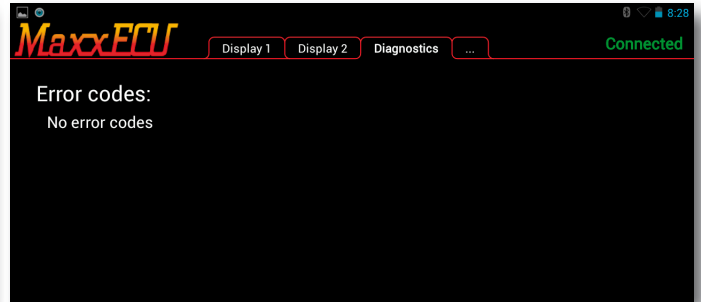 8:28
MaxxECU
Display 1 Display 2 Diagnostics ...
Connected
Error codes:
No error codes